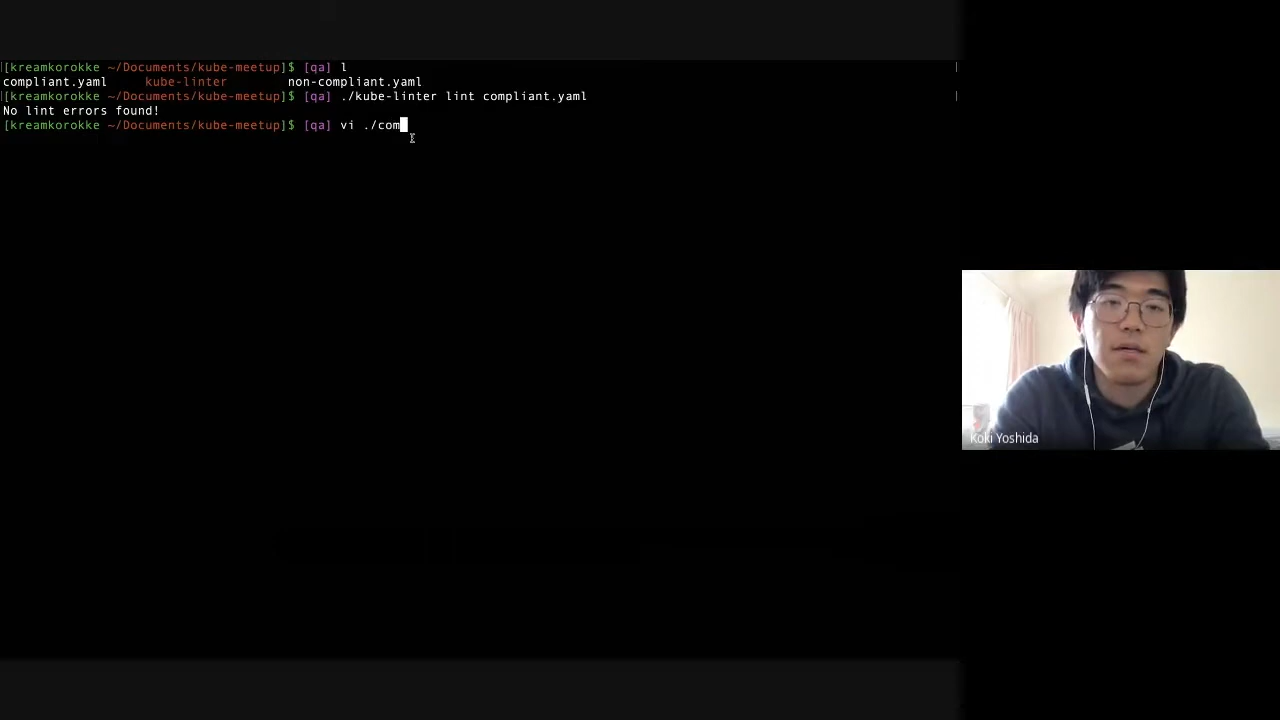 [kreamkorokke ~/Documents/kube-meetup]$ [qa] l
compliant.yaml kube-linter non-compliant.yaml
[kreamkorokke ~/Documents/kube-meetup]$ [qa] ./kube-linter lint compliant.yaml
No lint errors found!
[kreamkorokke ~/Documents/kube-meetup]$ [qa] vi ./com
Koki Yoshida